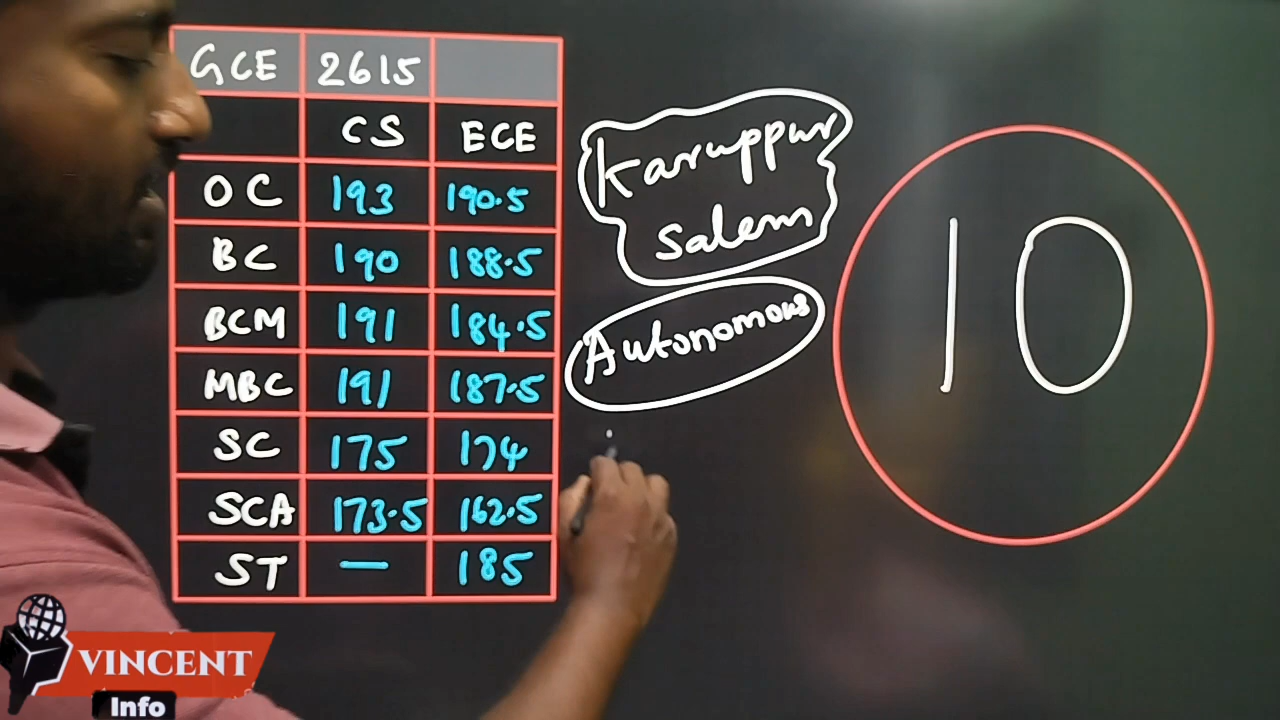 GCE 2615
CS ECE
OC 193 190.5
BC 190 188.5
BCM 191 184.5
MBC 191 187.5
SC 175 174
SCA 173.5 162.5
ST — 185
Karuppur
Salem
Autonomous
10
VINCENT
Info